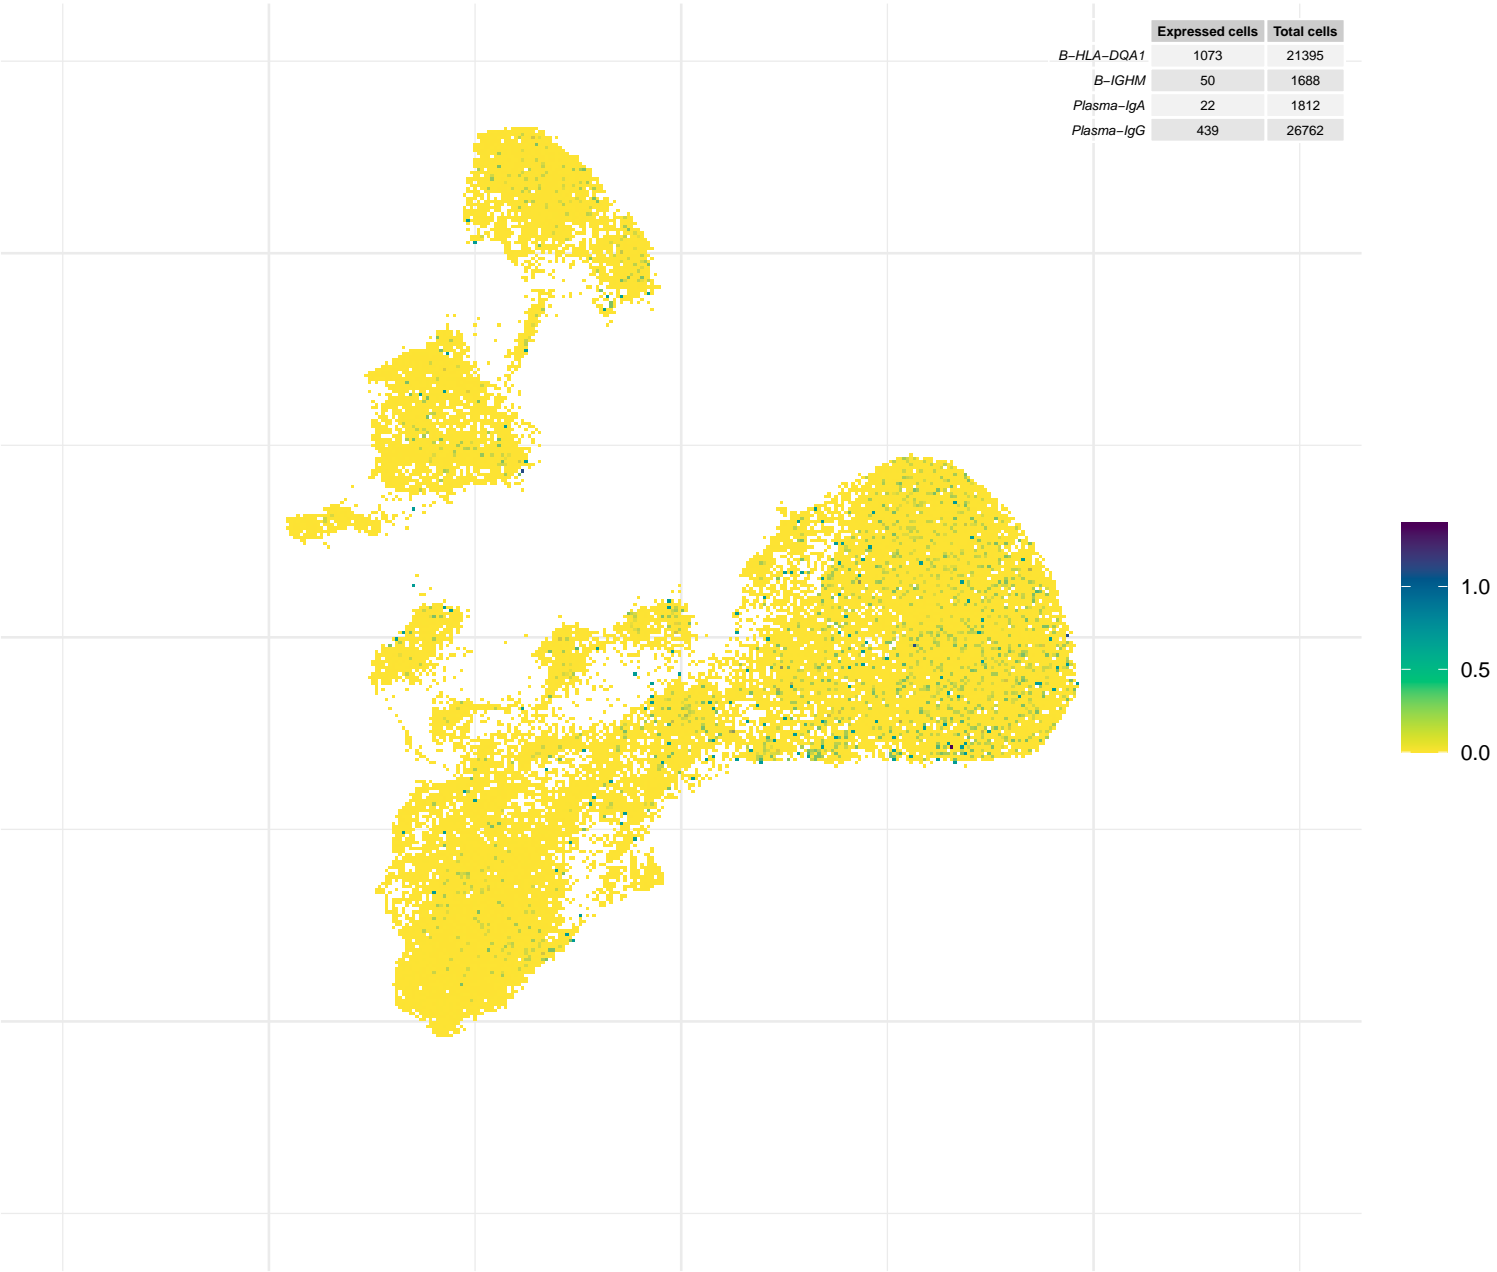 Expressed cells Total cells
B−HLA−DQA1 1073 21395
B−IGHM 50 1688
Plasma−IgA 22 1812
Plasma−IgG 439 26762
1.0
0.5
0.0